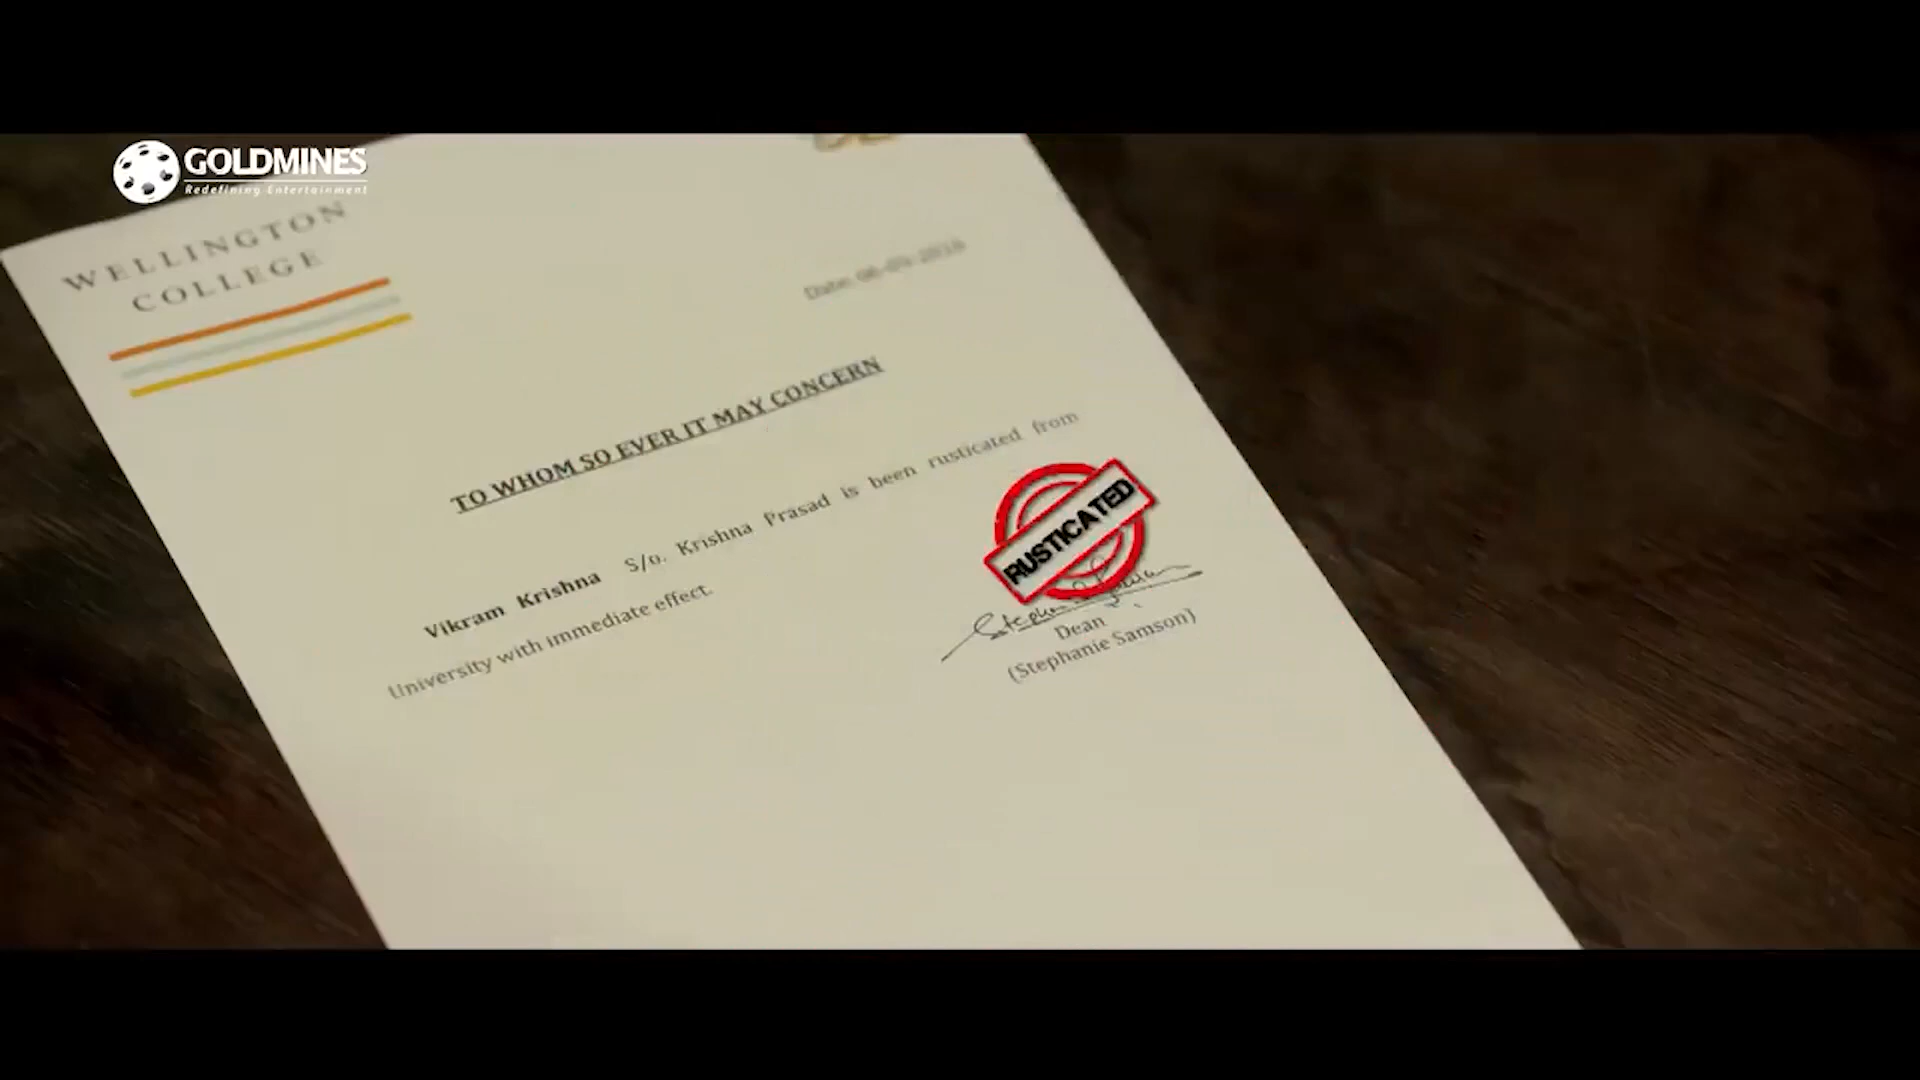 GOLDMINES
Redefining Entertainment
WELLINGTON
COLLEGE
Date:
TO WHOM SO EVER IT MAY CONCERN
Vikram Krishna S/o. Krishna Prasad is been rusticated from
University with immediate effect.
RUSTICATED
Dean
(Stephanie Samson)